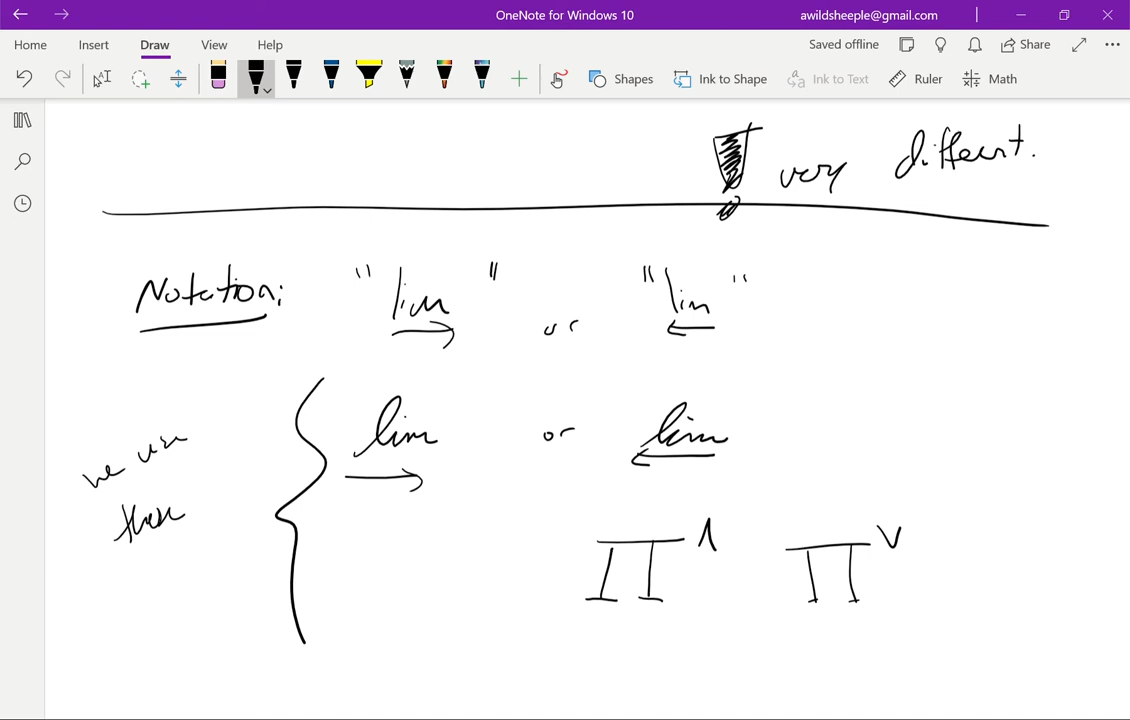 OneNote for Windows 10
awildsheeple@gmail.com
Home Insert Draw View Help
Saved offline
Share
Shapes
Ink to Shape
Ink to Text
Ruler
Math
very different.
Notation: "lim→" or "lim←"
we use
these
lim→ or lim←
∏^∧ ∏^∨